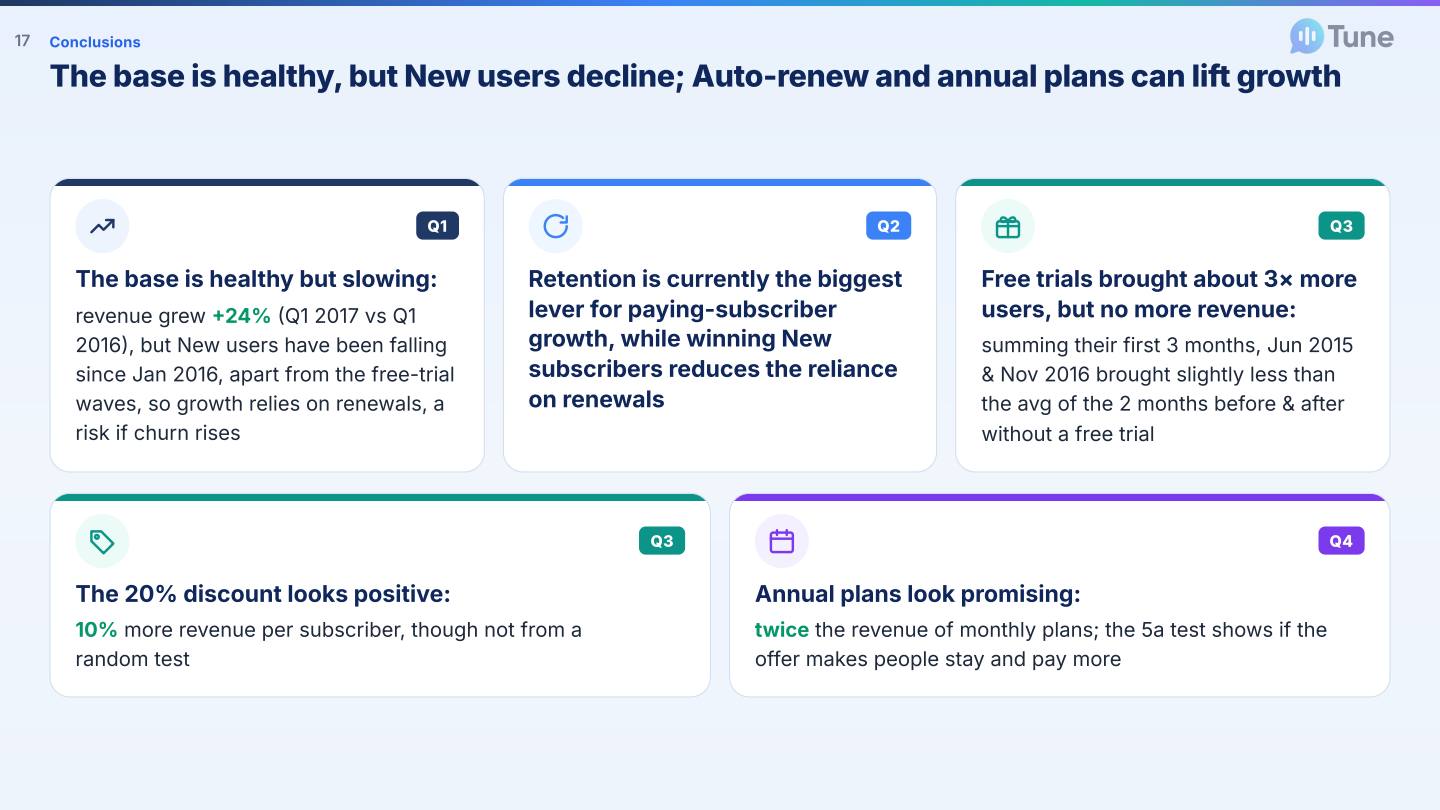 17
Conclusions
Tune
The base is healthy, but New users decline; Auto-renew and annual plans can lift growth
Q1
The base is healthy but slowing:
revenue grew +24% (Q1 2017 vs Q1
2016), but New users have been falling
since Jan 2016, apart from the free-trial
waves, so growth relies on renewals, a
risk if churn rises
Q2
Retention is currently the biggest
lever for paying-subscriber
growth, while winning New
subscribers reduces the reliance
on renewals
Q3
Free trials brought about 3× more
users, but no more revenue:
summing their first 3 months, Jun 2015
& Nov 2016 brought slightly less than
the avg of the 2 months before & after
without a free trial
Q3
The 20% discount looks positive:
10% more revenue per subscriber, though not from a
random test
Q4
Annual plans look promising:
twice the revenue of monthly plans; the 5a test shows if the
offer makes people stay and pay more